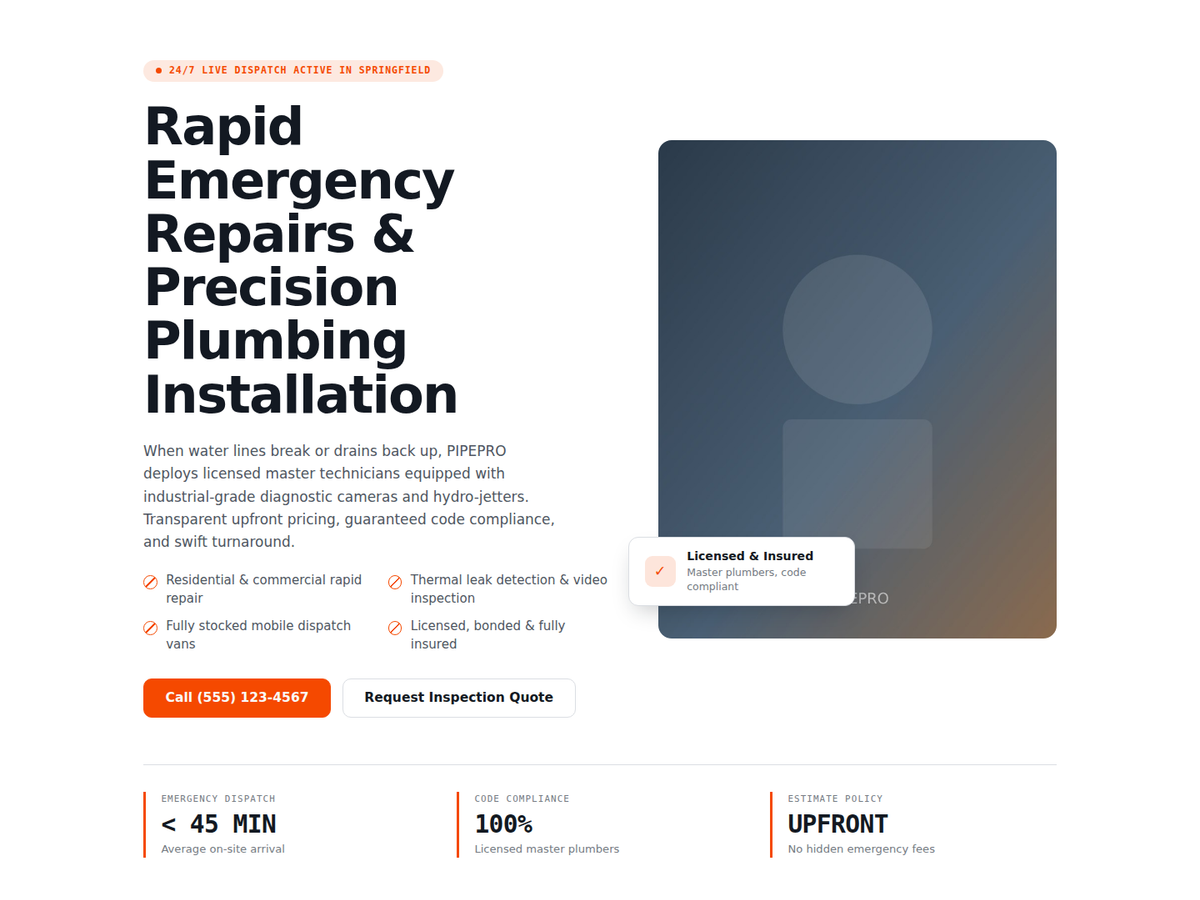 24/7 LIVE DISPATCH ACTIVE IN SPRINGFIELD
Rapid
Emergency
Repairs &
Precision
Plumbing
Installation
When water lines break or drains back up, PIPEPRO
deploys licensed master technicians equipped with
industrial-grade diagnostic cameras and hydro-jetters.
Transparent upfront pricing, guaranteed code compliance,
and swift turnaround.
Residential & commercial rapid
repair
Thermal leak detection & video
inspection
Fully stocked mobile dispatch
vans
Licensed, bonded & fully
insured
Call (555) 123-4567
Request Inspection Quote
Licensed & Insured
Master plumbers, code
compliant
EMERGENCY DISPATCH
< 45 MIN
Average on-site arrival
CODE COMPLIANCE
100%
Licensed master plumbers
ESTIMATE POLICY
UPFRONT
No hidden emergency fees